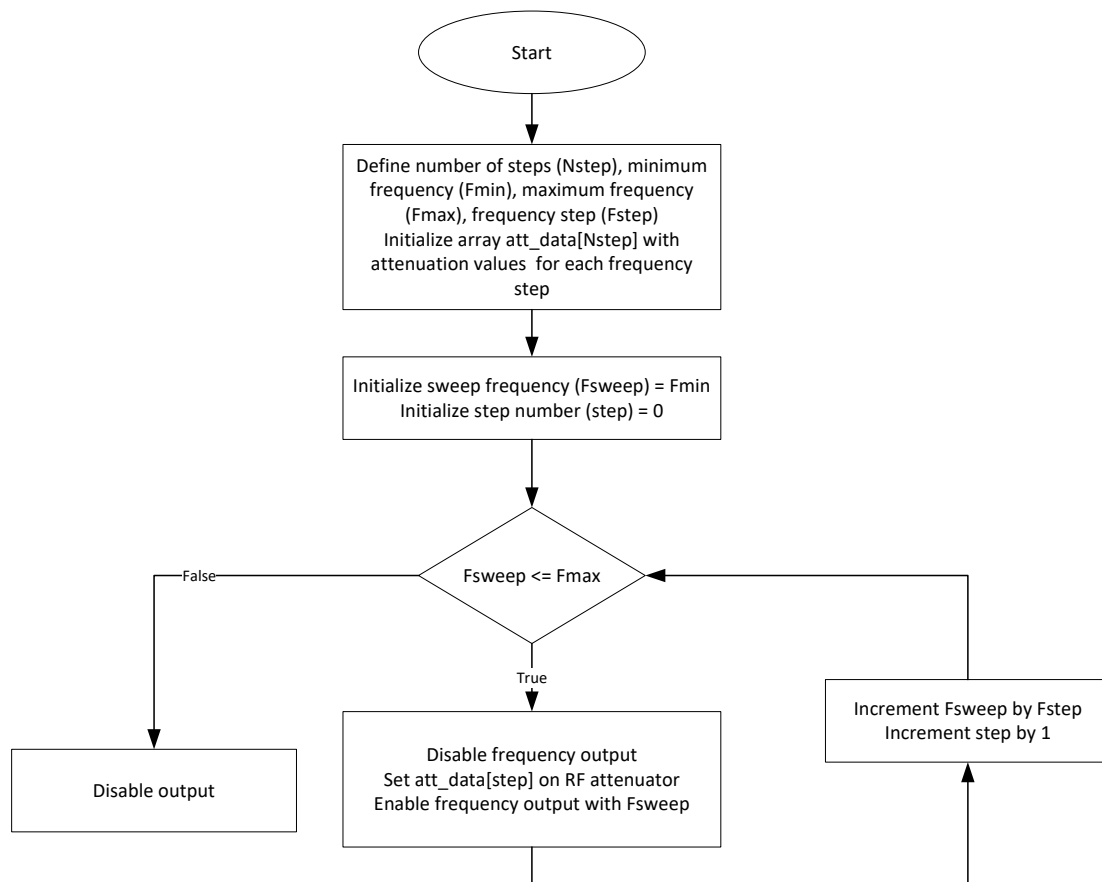 Start
Define number of steps (Nstep), minimum
frequency (Fmin), maximum frequency
(Fmax), frequency step (Fstep)
Initialize array att_data[Nstep] with
attenuation values  for each frequency
step
Initialize sweep frequency (Fsweep) = Fmin
Initialize step number (step) = 0
Fsweep <= Fmax
False
True
Increment Fsweep by Fstep
Increment step by 1
Disable output
Disable frequency output
Set att_data[step] on RF attenuator
Enable frequency output with Fsweep